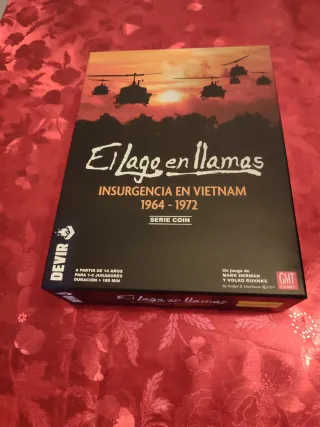 El lago en llamas
INSURGENCIA EN VIETNAM
1964 - 1972
SERIE COIN
DEVIR
A PARTIR DE 14 AÑOS
PARA 1-4 JUGADORES
DURACIÓN + 180 MIN
Un juego de
MARK HERMAN
Y VOLKO RUHNKE
GMT
GAMES
El lago en llamas